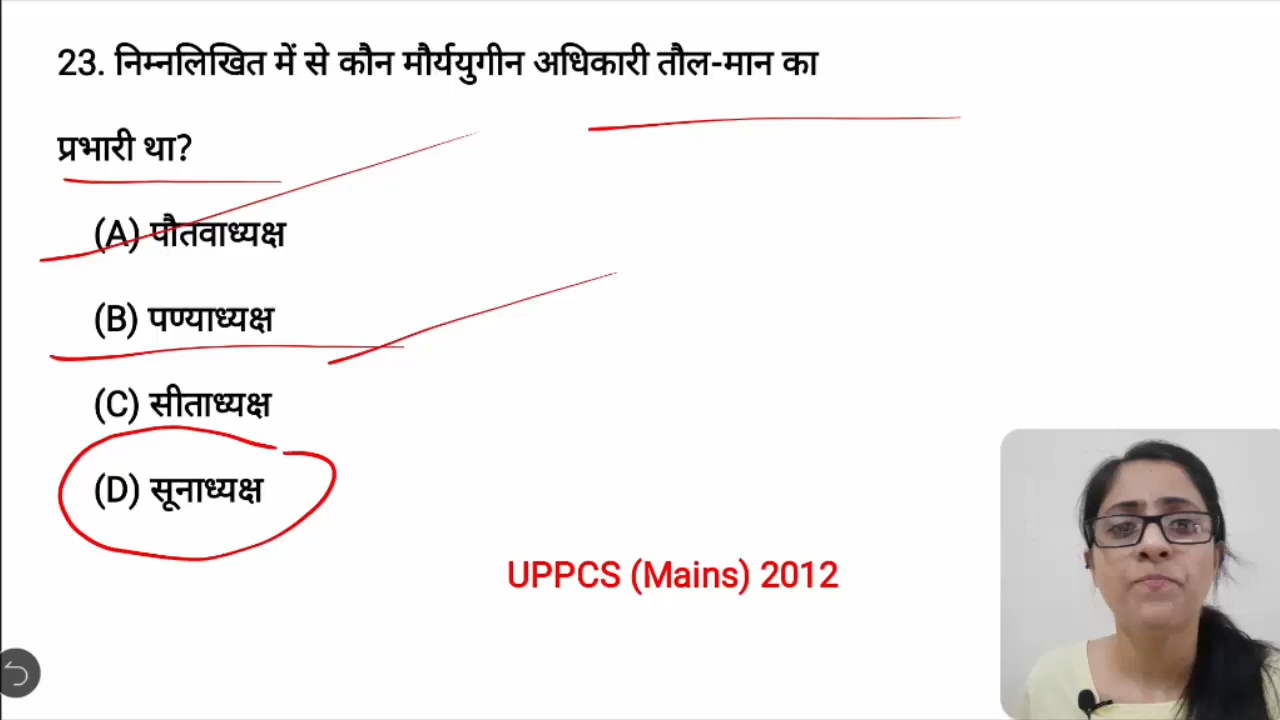 23. निम्नलिखित में से कौन मौर्ययुगीन अधिकारी तौल-मान का
प्रभारी था?
(A) पौतवाध्यक्ष
(B) पण्याध्यक्ष
(C) सीताध्यक्ष
(D) सूनाध्यक्ष
UPPCS (Mains) 2012